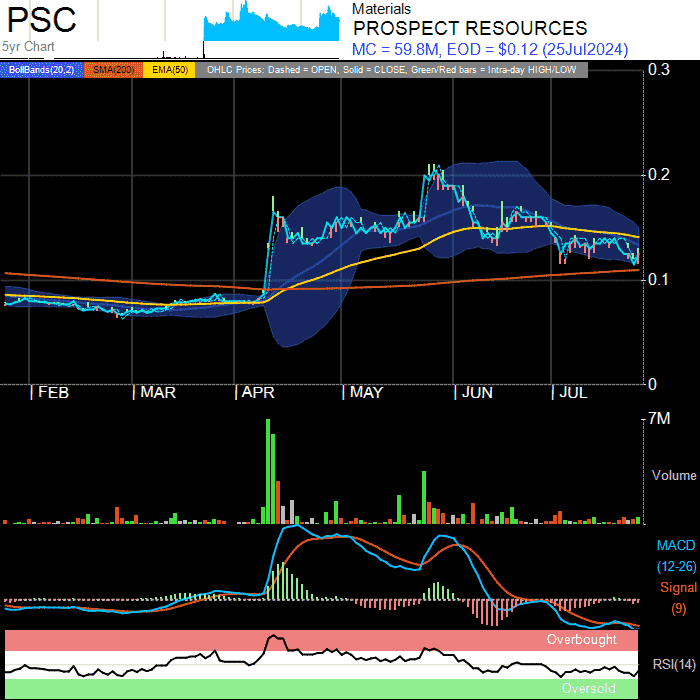 PSC
5yr Chart
Materials
PROSPECT RESOURCES
MC = 59.8M, EOD = $0.12 (25Jul2024)
BollBands(20,2) SMA(200) EMA(50) OHLC Prices: Dashed = OPEN, Solid = CLOSE, Green/Red bars = Intra-day HIGH/LOW
0.3
0.2
0.1
0
| FEB | MAR | APR | MAY | JUN | JUL
7M
Volume
MACD
(12-26)
Signal
(9)
Overbought
RSI(14)
Oversold